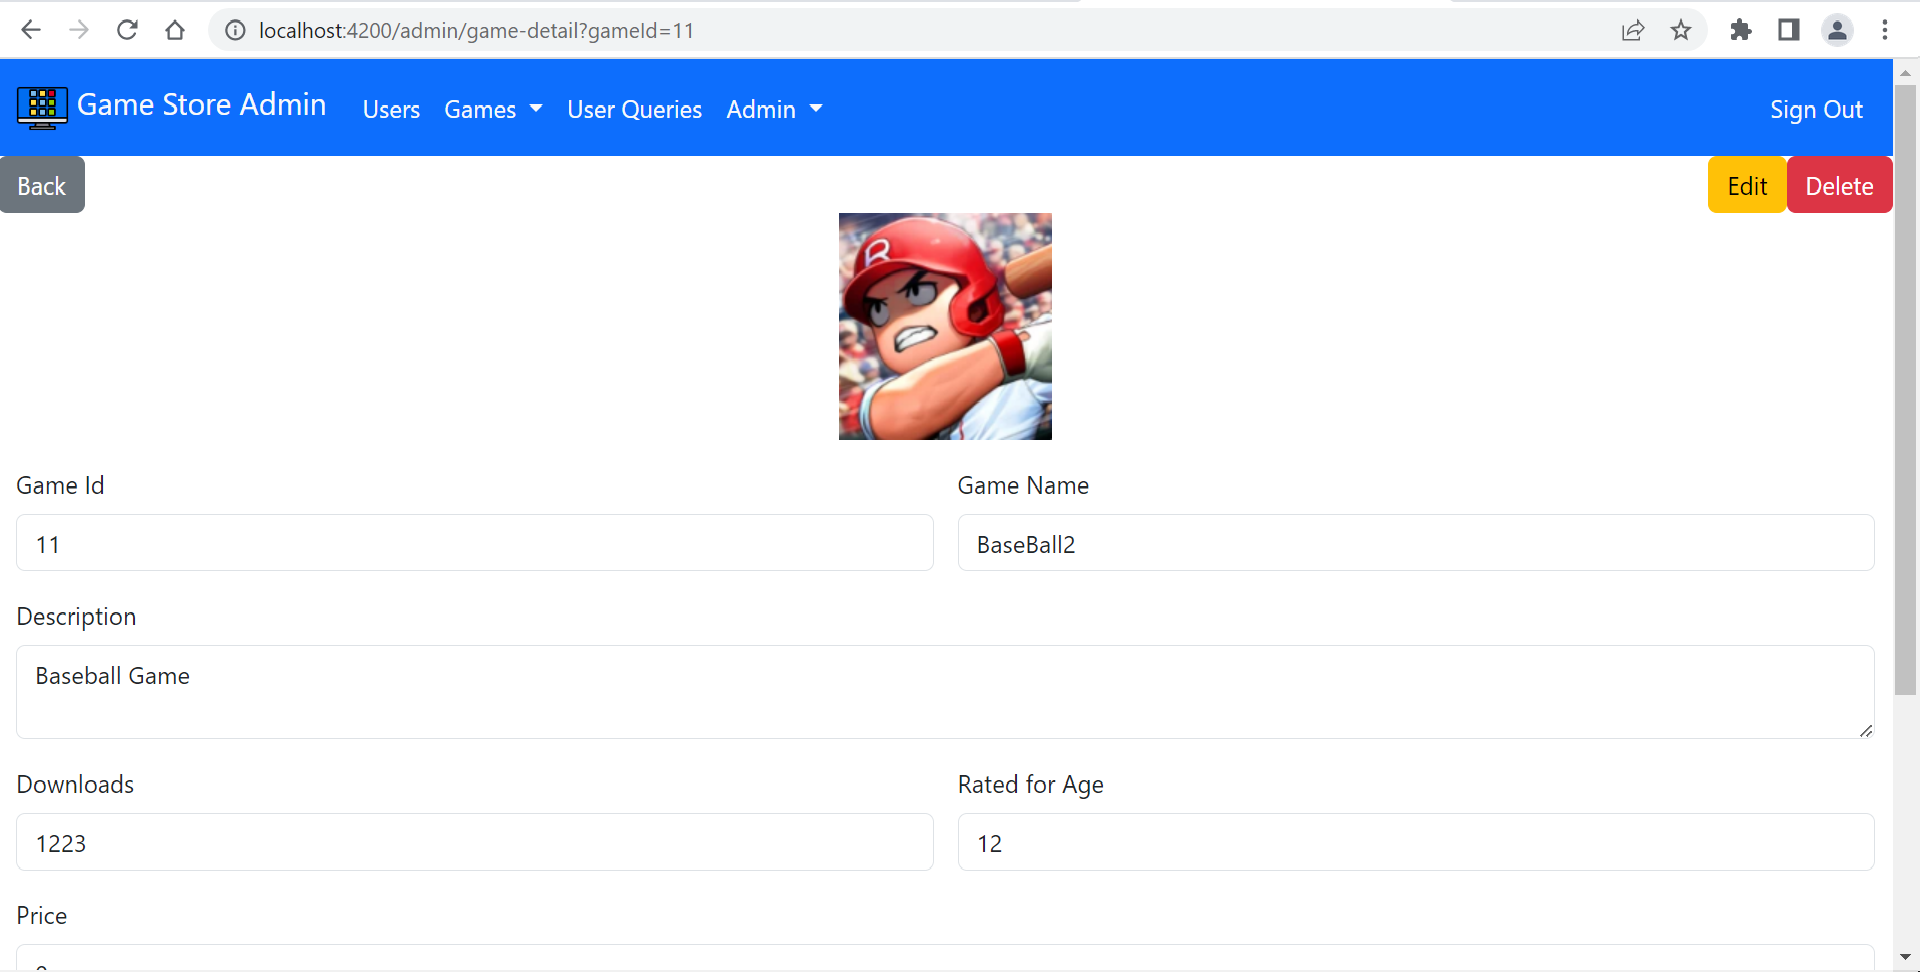 localhost:4200/admin/game-detail?gameId=11
Game Store Admin Users Games User Queries Admin Sign Out
Back Edit Delete
R
Game Id Game Name
11 BaseBall2
Description
Baseball Game
Downloads Rated for Age
1223 12
Price